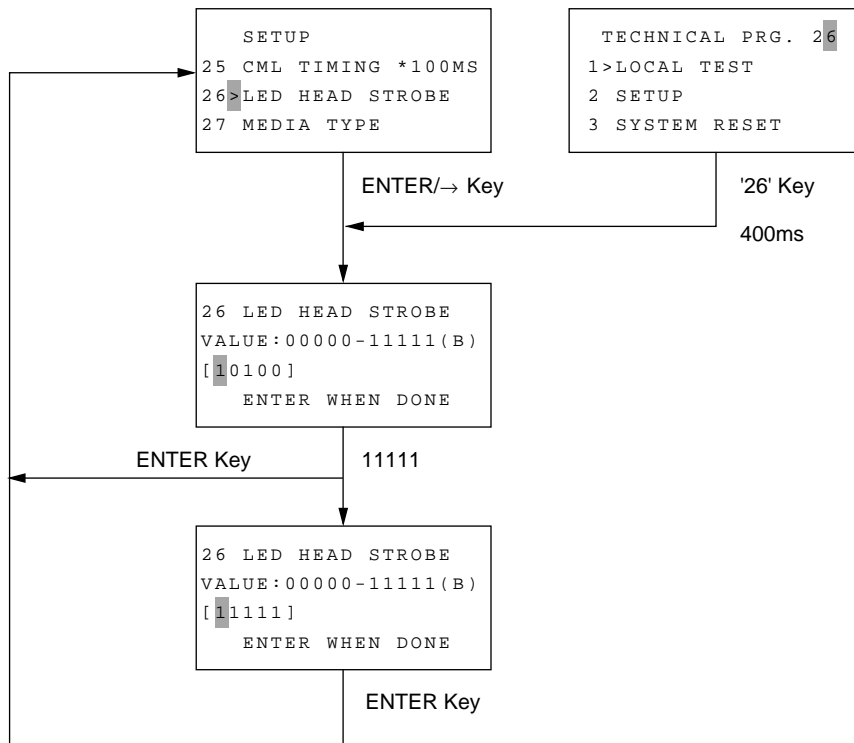 SETUP
25 CML TIMING *100MS
26>LED HEAD STROBE
27 MEDIA TYPE
TECHNICAL PRG. 26
1>LOCAL TEST
2 SETUP
3 SYSTEM RESET
ENTER/→ Key
'26' Key
400ms
26 LED HEAD STROBE
VALUE:00000-11111(B)
[10100]
ENTER WHEN DONE
ENTER Key
11111
26 LED HEAD STROBE
VALUE:00000-11111(B)
[11111]
ENTER WHEN DONE
ENTER Key